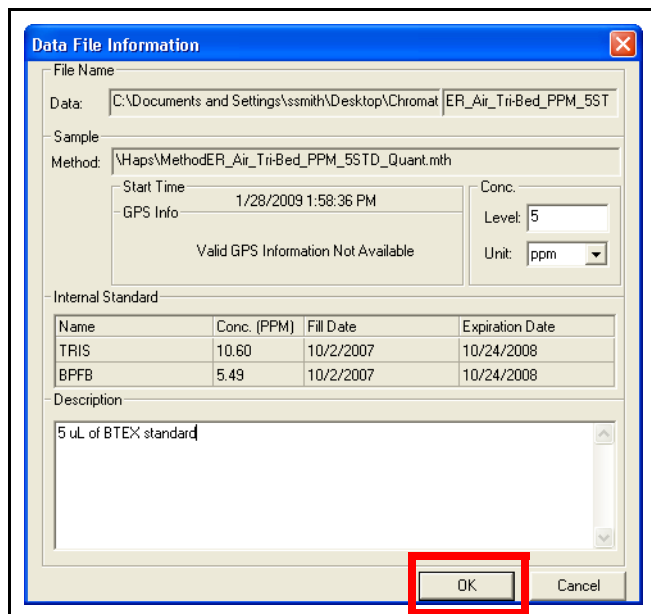 Data File Information
File Name
Data: C:\Documents and Settings\ssmith\Desktop\Chromat ER_Air_Tri-Bed_PPM_5ST
Sample
Method: \Haps\MethodER_Air_Tri-Bed_PPM_5STD_Quant.mth
Start Time
1/28/2009 1:58:36 PM
GPS Info
Valid GPS Information Not Available
Conc.
Level: 5
Unit: ppm
Internal Standard
Name Conc. (PPM) Fill Date Expiration Date
TRIS 10.60 10/2/2007 10/24/2008
BPFB 5.49 10/2/2007 10/24/2008
Description
5 uL of BTEX standard
OK Cancel